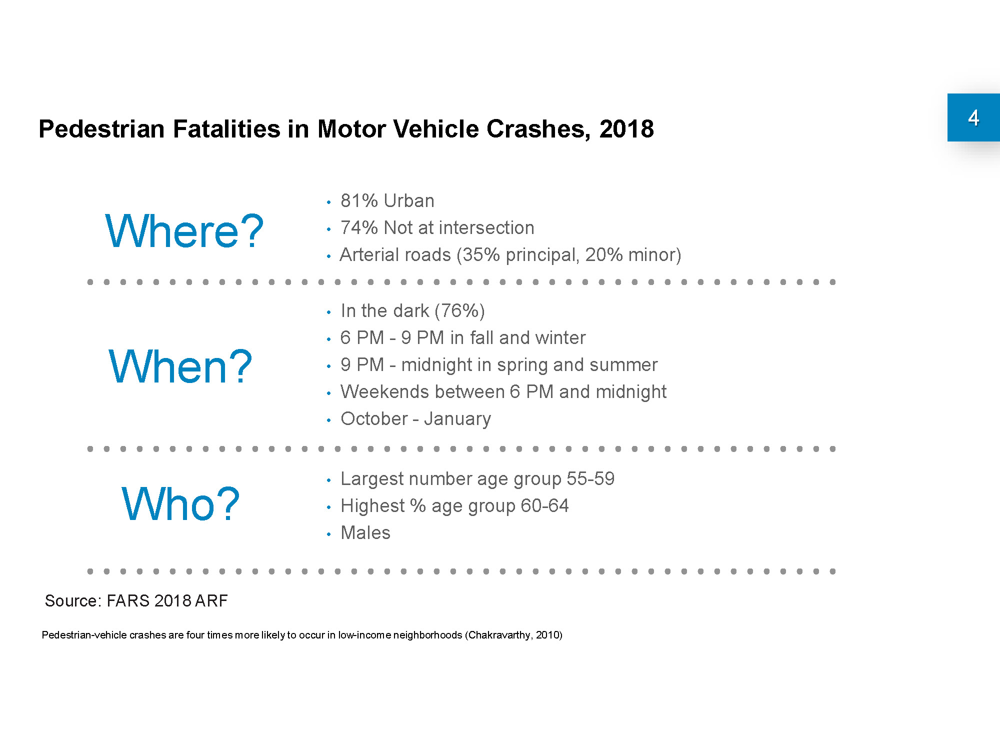 4
Pedestrian Fatalities in Motor Vehicle Crashes, 2018
Where?
• 81% Urban
• 74% Not at intersection
• Arterial roads (35% principal, 20% minor)
When?
• In the dark (76%)
• 6 PM - 9 PM in fall and winter
• 9 PM - midnight in spring and summer
• Weekends between 6 PM and midnight
• October - January
Who?
• Largest number age group 55-59
• Highest % age group 60-64
• Males
Source: FARS 2018 ARF
Pedestrian-vehicle crashes are four times more likely to occur in low-income neighborhoods (Chakravarthy, 2010)